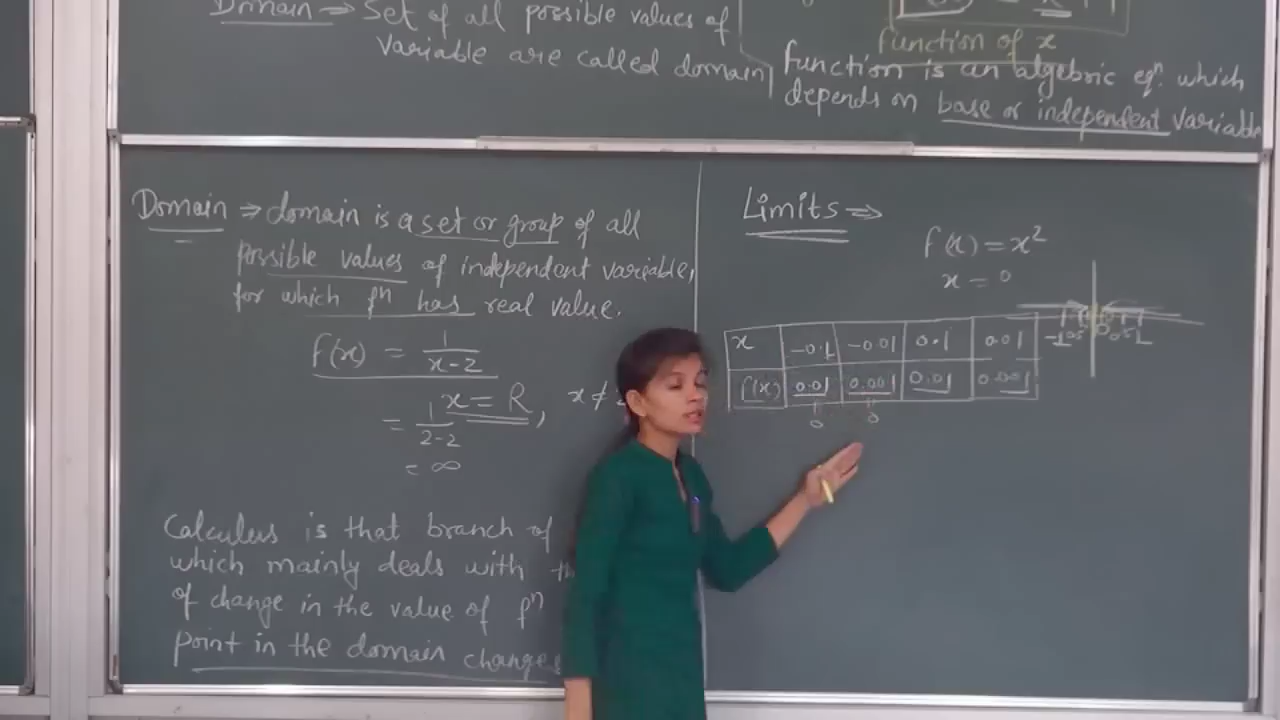 Domain ⇒ Set of all possible values of
variable are called domain
function of x
function is an algebric eqⁿ. which
depends on base or independent variable
Domain ⇒ domain is a set or group of all
possible values of independent variable,
for which fⁿ has real value.
f(x) = 1/(x-2)
x = R, x ≠
= 1/(2-2)
= ∞
Calculus is that branch of
which mainly deals with
of change in the value of fⁿ
point in the domain changes
Limits ⇒
f(x) = x²
x = 0
x -0.1 -0.01 0.1 0.01
f(x) 0.01 0.001 0.01 0.001
0 0